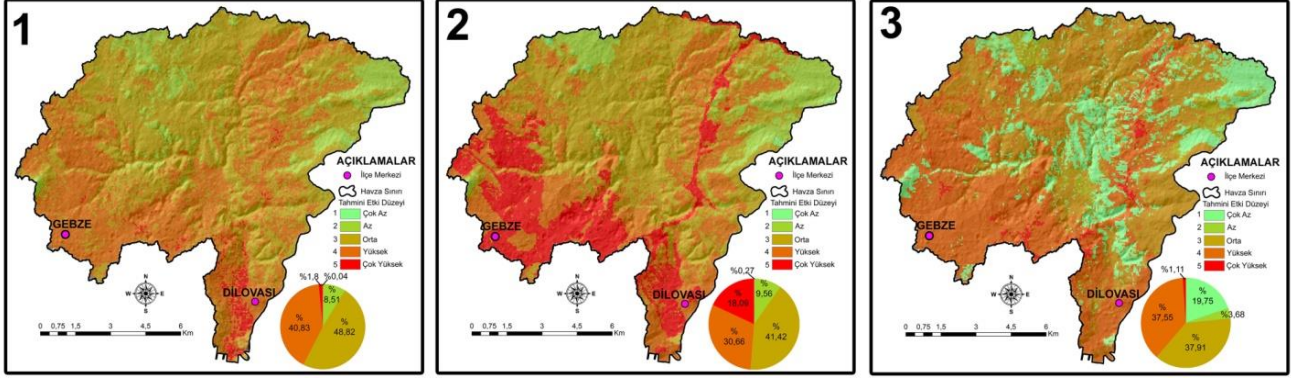 1
AÇIKLAMALAR
İlçe Merkezi
Havza Sınırı
Tahmini Etki Düzeyi
1 Çok Az
2 Az
3 Orta
4 Yüksek
5 Çok Yüksek
GEBZE
DİLOVASI
N
W E
S
%1,8
%0,04
%
8,51
%
40,83
%
48,82
0 0,75 1,5 3 4,5 6
Km
2
AÇIKLAMALAR
İlçe Merkezi
Havza Sınırı
Tahmini Etki Düzeyi
1 Çok Az
2 Az
3 Orta
4 Yüksek
5 Çok Yüksek
GEBZE
DİLOVASI
N
W E
S
%0,27
%
9,56
%
18,09
%
30,66
%
41,42
0 0,75 1,5 3 4,5 6
Km
3
AÇIKLAMALAR
İlçe Merkezi
Havza Sınırı
Tahmini Etki Düzeyi
1 Çok Az
2 Az
3 Orta
4 Yüksek
5 Çok Yüksek
GEBZE
DİLOVASI
N
W E
S
%1,11
%
19,75
%3,68
%
37,55
%
37,91
0 0,75 1,5 3 4,5 6
Km